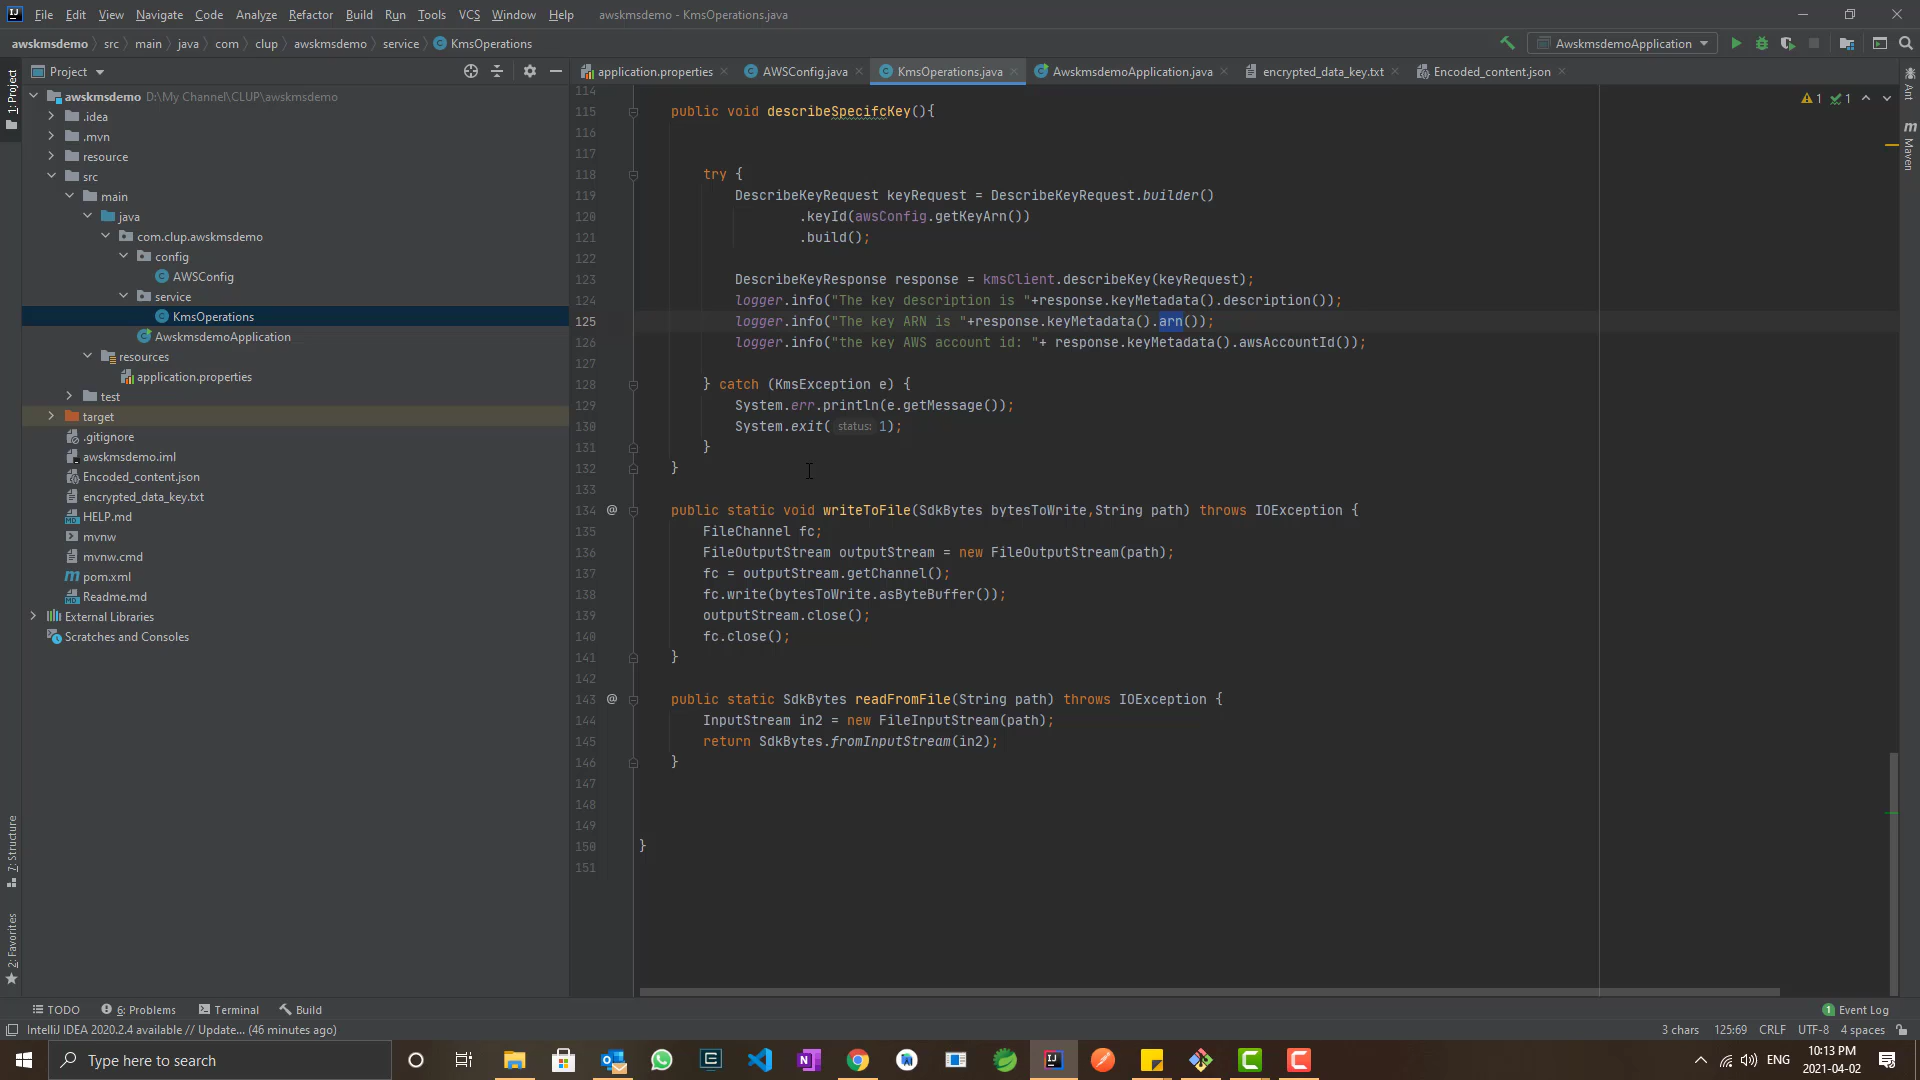 File Edit View Navigate Code Analyze Refactor Build Run Tools VCS Window Help awskmsdemo - KmsOperations.java
awskmsdemo src main java com clup awskmsdemo service KmsOperations
AwskmsdemoApplication
Project
application.properties AWSConfig.java KmsOperations.java AwskmsdemoApplication.java encrypted_data_key.txt Encoded_content.json
1: Project
awskmsdemo D:\My Channel\CLUP\awskmsdemo
.idea
.mvn
resource
src
main
java
com.clup.awskmsdemo
config
AWSConfig
service
KmsOperations
AwskmsdemoApplication
resources
application.properties
test
target
.gitignore
awskmsdemo.iml
Encoded_content.json
encrypted_data_key.txt
HELP.md
mvnw
mvnw.cmd
pom.xml
Readme.md
External Libraries
Scratches and Consoles
7: Structure
2: Favorites
114
115 public void describeSpecifcKey(){
116
117
118 try {
119 DescribeKeyRequest keyRequest = DescribeKeyRequest.builder()
120 .keyId(awsConfig.getKeyArn())
121 .build();
122
123 DescribeKeyResponse response = kmsClient.describeKey(keyRequest);
124 logger.info("The key description is "+response.keyMetadata().description());
125 logger.info("The key ARN is "+response.keyMetadata().arn());
126 logger.info("the key AWS account id: "+ response.keyMetadata().awsAccountId());
127
128 } catch (KmsException e) {
129 System.err.println(e.getMessage());
130 System.exit( status: 1);
131 }
132 }
133
134 @ public static void writeToFile(SdkBytes bytesToWrite,String path) throws IOException {
135 FileChannel fc;
136 FileOutputStream outputStream = new FileOutputStream(path);
137 fc = outputStream.getChannel();
138 fc.write(bytesToWrite.asByteBuffer());
139 outputStream.close();
140 fc.close();
141 }
142
143 @ public static SdkBytes readFromFile(String path) throws IOException {
144 InputStream in2 = new FileInputStream(path);
145 return SdkBytes.fromInputStream(in2);
146 }
147
148
149
150 }
151
1 1
Ant
m Maven
TODO 6: Problems Terminal Build 1 Event Log
IntelliJ IDEA 2020.2.4 available // Update... (46 minutes ago) 3 chars 125:69 CRLF UTF-8 4 spaces
Type here to search
ENG
10:13 PM
2021-04-02